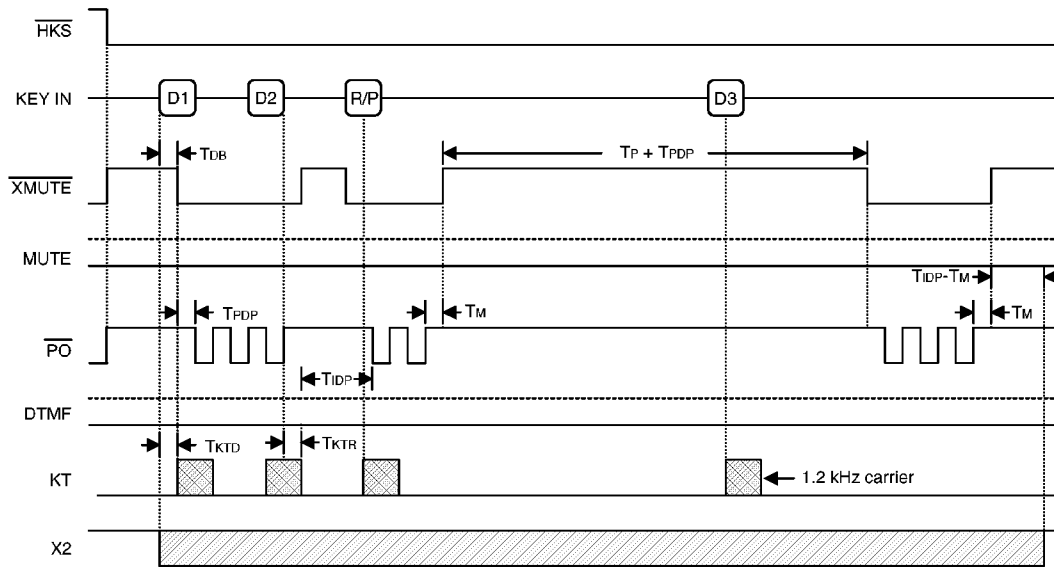 HKS
KEY IN D1 D2 R/P D3
TDB
TP + TPDP
XMUTE
MUTE
TIDP-TM
TPDP TM TM
PO
TIDP
DTMF
TKTD TKTR
KT 1.2 kHz carrier
X2